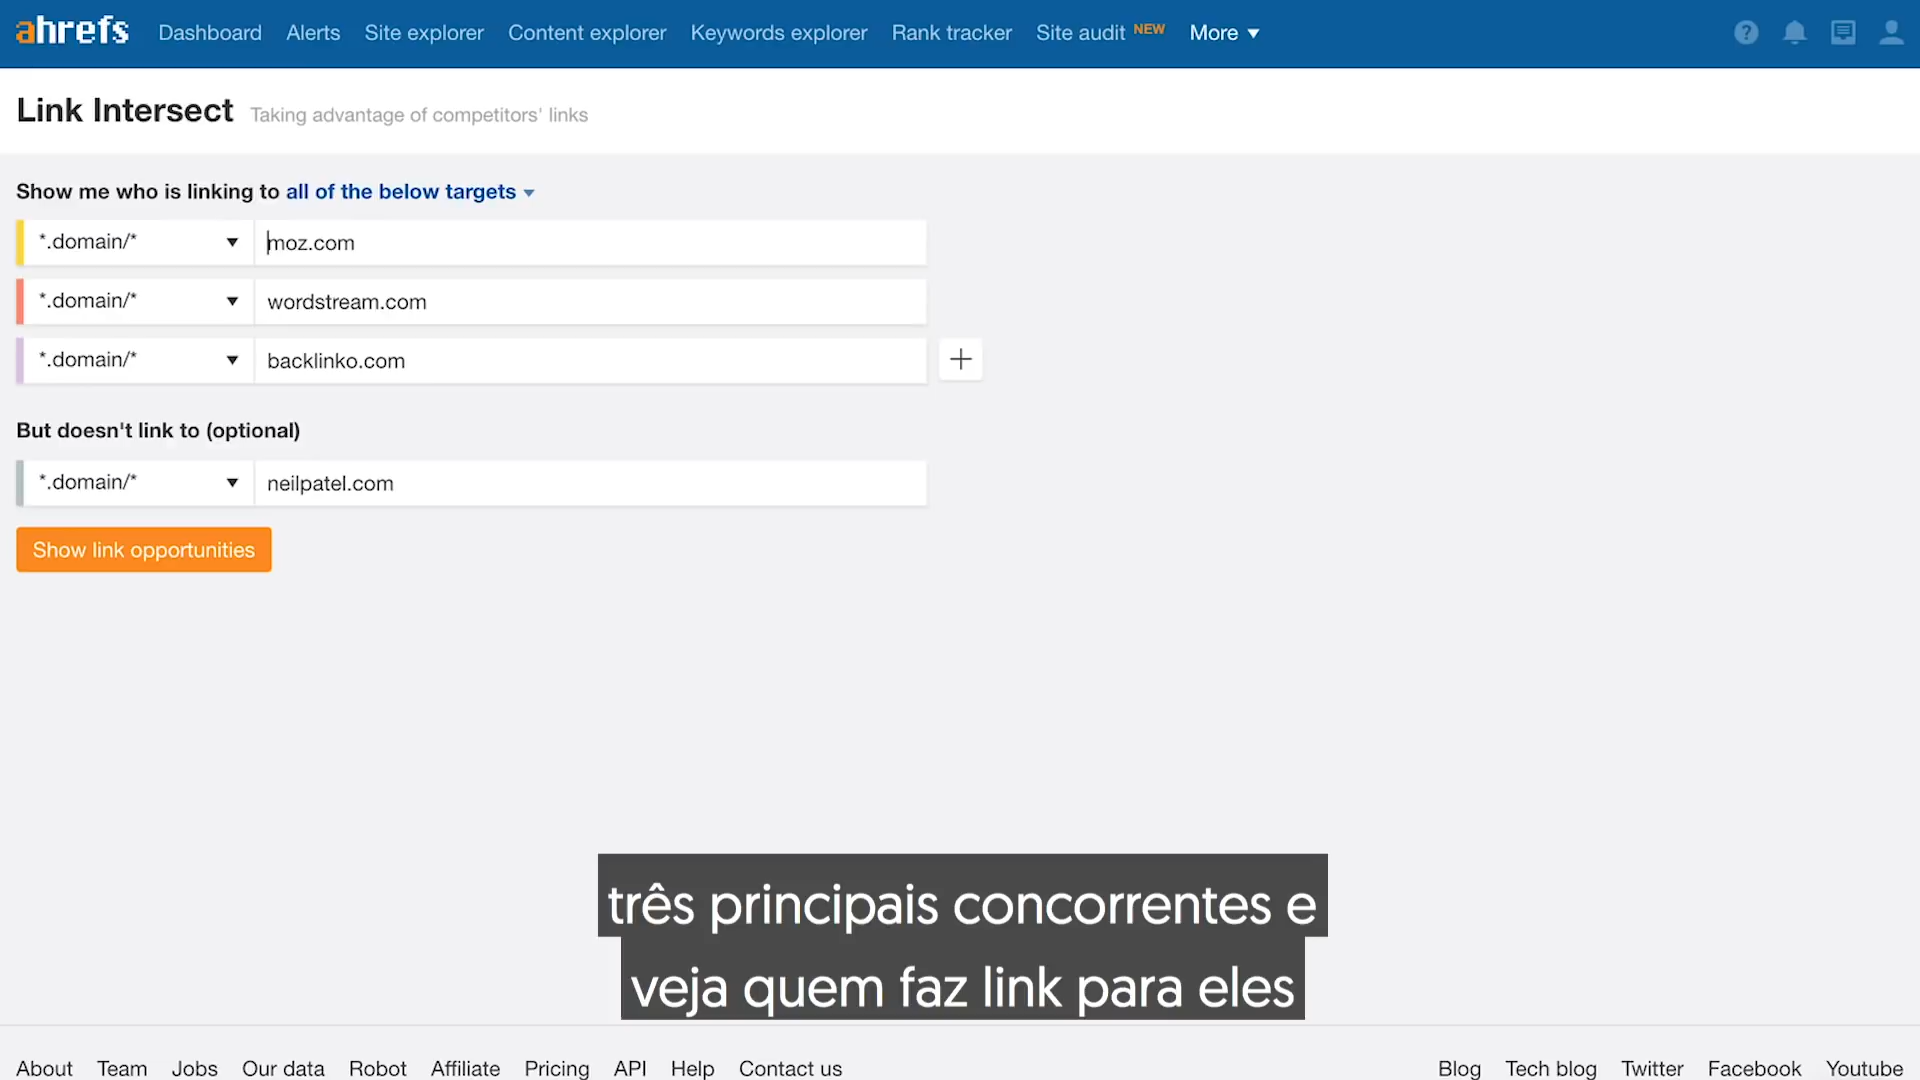 ahrefs Dashboard Alerts Site explorer Content explorer Keywords explorer Rank tracker Site audit NEW More
Link Intersect Taking advantage of competitors' links
Show me who is linking to all of the below targets
*.domain/* moz.com
*.domain/* wordstream.com
*.domain/* backlinko.com
But doesn't link to (optional)
*.domain/* neilpatel.com
Show link opportunities
três principais concorrentes e
veja quem faz link para eles
About Team Jobs Our data Robot Affiliate Pricing API Help Contact us Blog Tech blog Twitter Facebook Youtube